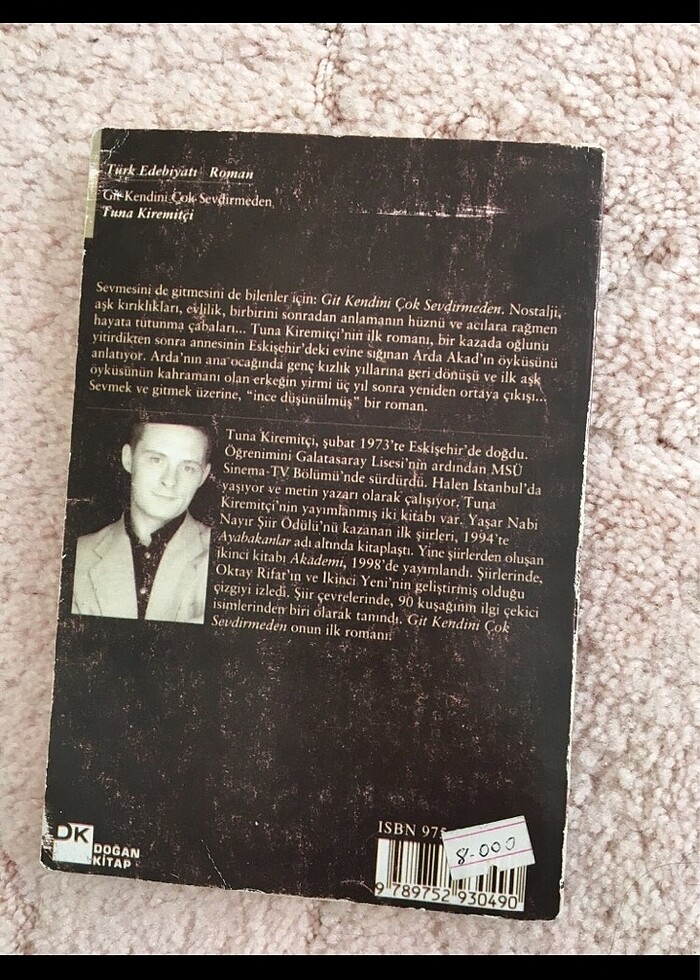 Türk Edebiyatı Roman
Git Kendini Çok Sevdirmeden
Tuna Kiremitçi
Sevmesini de gitmesini de bilenler için: Git Kendini Çok Sevdirmeden. Nostalji,
aşk kırıklıkları, evlilik, birbirini sonradan anlamanın hüznü ve acılara rağmen
hayata tutunma çabaları... Tuna Kiremitçi'nin ilk romanı, bir kazada oğlunu
yitirdikten sonra annesinin Eskişehir'deki evine sığınan Arda Akad'ın öyküsünü
anlatıyor. Arda'nın ana ocağında genç kızlık yıllarına geri dönüşü ve ilk aşk
öyküsünün kahramanı olan erkeğin yirmi üç yıl sonra yeniden ortaya çıkışı...
Sevmek ve gitmek üzerine, "ince düşünülmüş" bir roman.
Tuna Kiremitçi, şubat 1973'te Eskişehir'de doğdu.
Öğrenimini Galatasaray Lisesi'nin ardından MSÜ
Sinema-TV Bölümü'nde sürdürdü. Halen İstanbul'da
yaşıyor ve metin yazarı olarak çalışıyor. Tuna
Kiremitçi'nin yayımlanmış iki kitabı var. Yaşar Nabi
Nayır Şiir Ödülü'nü kazanan ilk şiirleri, 1994'te
Ayabakanlar adı altında kitaplaştı. Yine şiirlerden oluşan
ikinci kitabı Akademi, 1998'de yayımlandı. Şiirlerinde,
Oktay Rifat'ın ve İkinci Yeni'nin geliştirmiş olduğu
çizgiyi izledi. Şiir çevrelerinde, 90 kuşağının ilgi çekici
isimlerinden biri olarak tanındı. Git Kendini Çok
Sevdirmeden onun ilk romanı.
DK
DOĞAN
KİTAP
ISBN 975
8.000
9 789752 930490